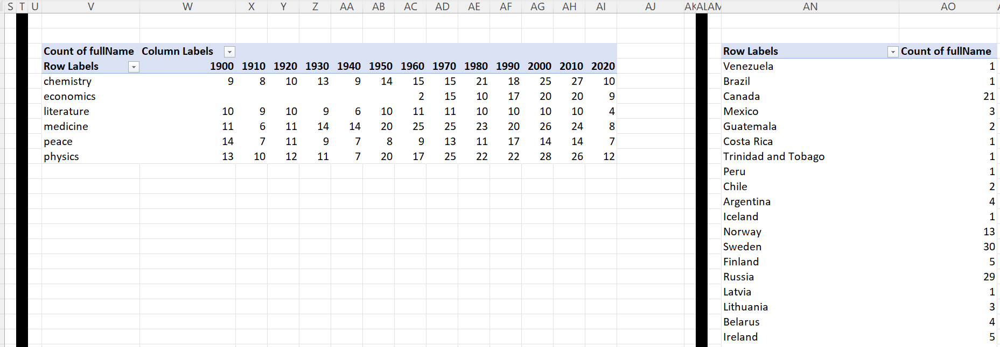 S T U V W X Y Z AA AB AC AD AE AF AG AH AI AJ AK AL AM AN AO
Count of fullName Column Labels
Row Labels 1900 1910 1920 1930 1940 1950 1960 1970 1980 1990 2000 2010 2020
chemistry 9 8 10 13 9 14 15 15 21 18 25 27 10
economics 2 15 10 17 20 20 9
literature 10 9 10 9 6 10 11 11 10 10 10 10 4
medicine 11 6 11 14 14 20 25 25 23 20 26 24 8
peace 14 7 11 9 7 8 9 13 11 17 14 14 7
physics 13 10 12 11 7 20 17 25 22 22 28 26 12
Row Labels Count of fullName
Venezuela 1
Brazil 1
Canada 21
Mexico 3
Guatemala 2
Costa Rica 1
Trinidad and Tobago 1
Peru 1
Chile 2
Argentina 4
Iceland 1
Norway 13
Sweden 30
Finland 5
Russia 29
Latvia 1
Lithuania 3
Belarus 4
Ireland 5